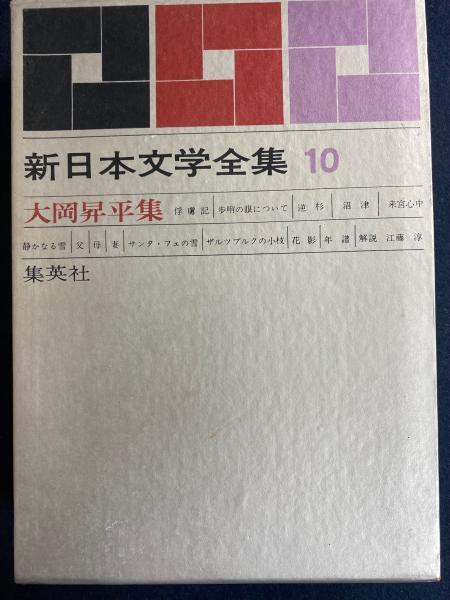 新日本文学全集 10
大岡昇平集 俘虜記 歩哨の眼について 逆杉 沼津 来宮心中
静かなる雪 父 母 妻 サンタ・フェの雪 ザルツブルクの小枝 花影 年譜 解説 江藤淳
集英社